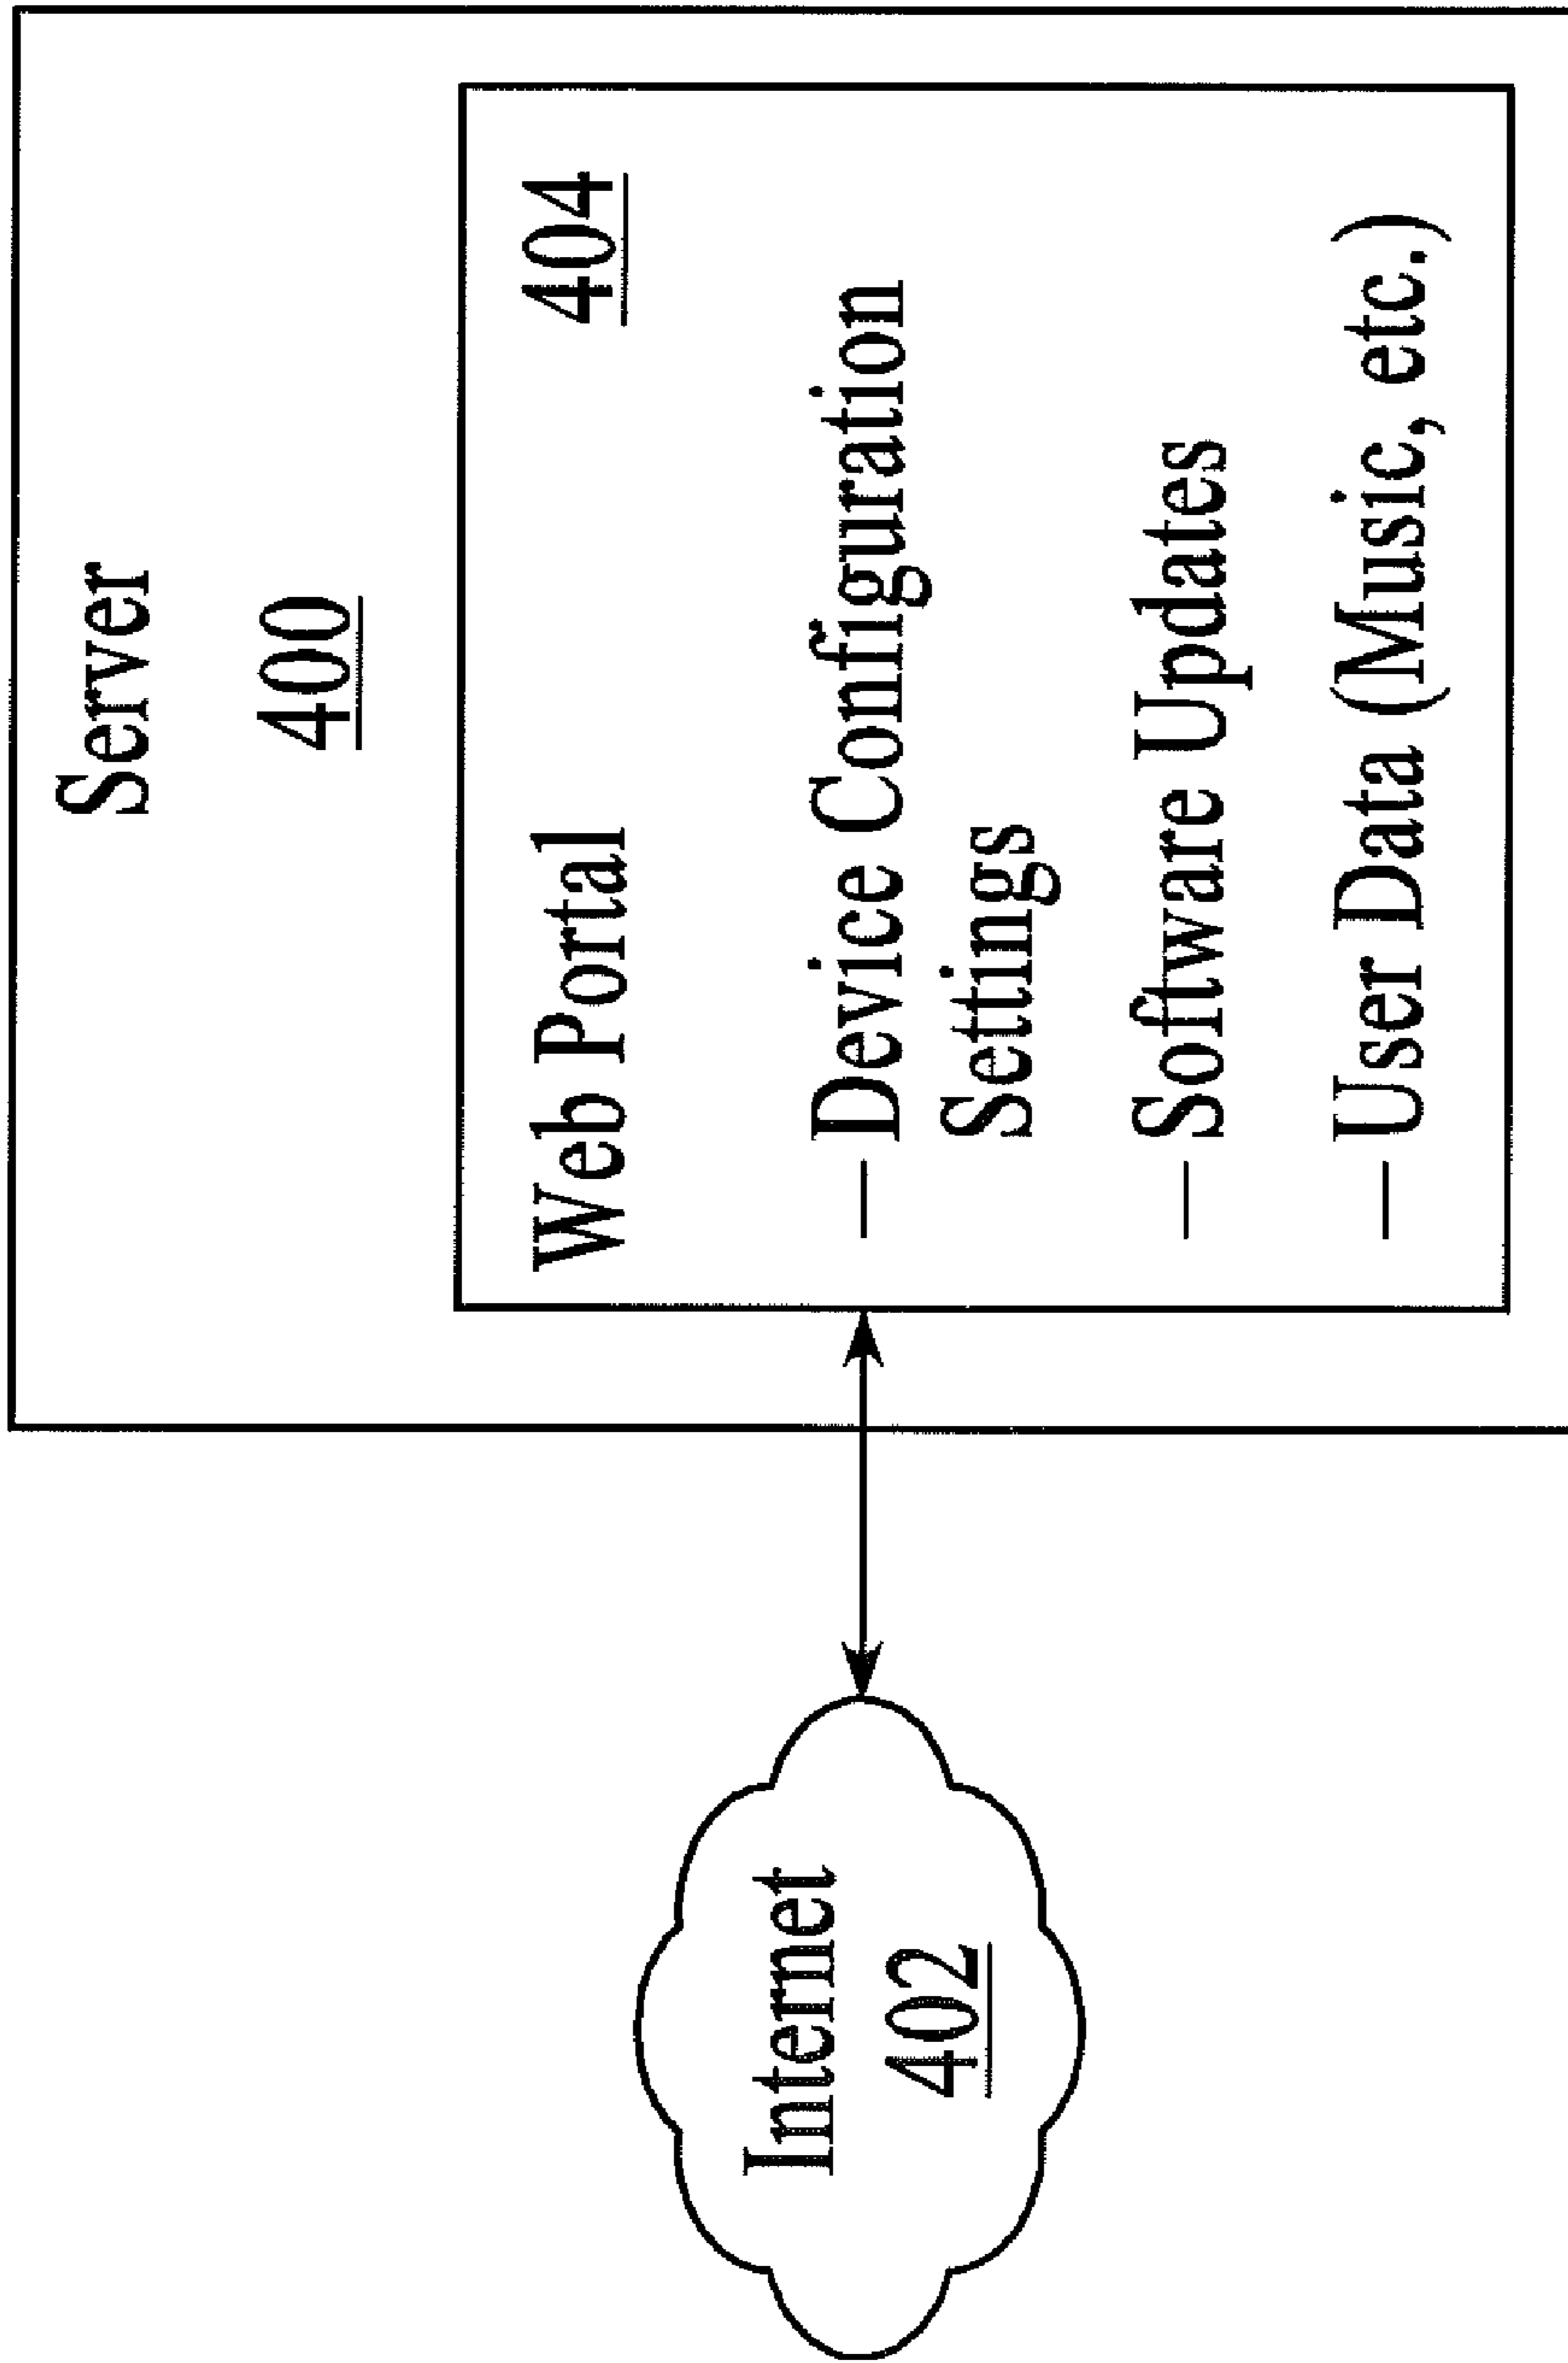 Server
400
Web Portal 404
– Device Configuration
Settings
– Software Updates
– User Data (Music, etc.)
Internet
402